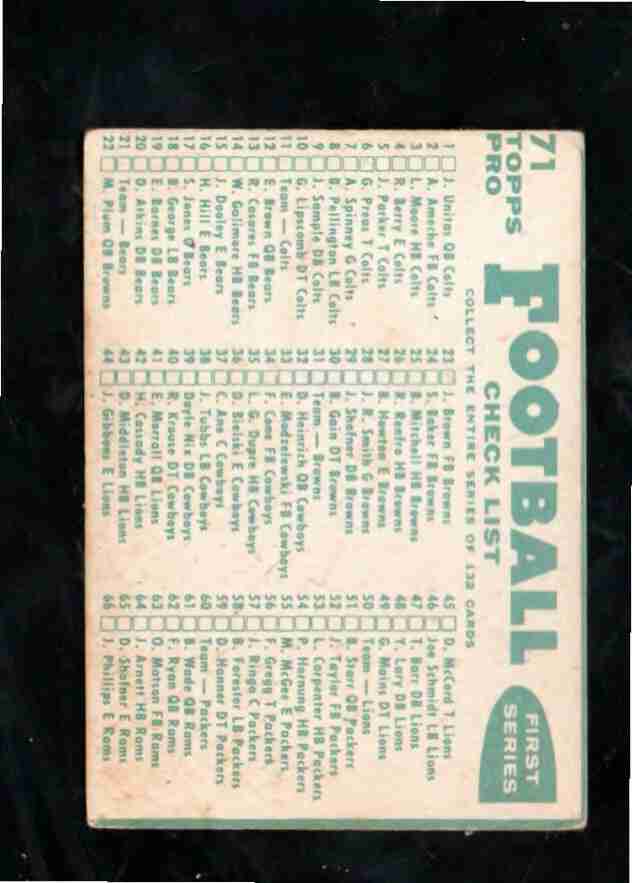 71 TOPPS PRO FOOTBALL
CHECK LIST
FIRST SERIES
COLLECT THE ENTIRE SERIES OF 132 CARDS
1 J. Unitas QB Colts
2 A. Ameche FB Colts
3 L. Moore HB Colts
4 R. Berry E Colts
5 J. Parker T Colts
6 G. Preas T Colts
7 A. Spinney G Colts
8 B. Pellington LB Colts
9 J. Sample DB Colts
10 G. Lipscomb DT Colts
11 Team — Colts
12 E. Brown QB Bears
13 R. Casares FB Bears
14 W. Galimore HB Bears
15 J. Dooley E Bears
16 H. Hill E Bears
17 S. Jones Bears
18 B. George LB Bears
19 E. Barnes DB Bears
20 D. Atkins DB Bears
21 Team — Bears
22 M. Plum QB Browns
23 J. Brown FB Browns
24 S. Baker FB Browns
25 B. Mitchell HB Browns
26 R. Renfro HB Browns
27 B. Howton E Browns
28 J. R. Smith G Browns
29 J. Shofner DB Browns
30 B. Gain DT Browns
31 Team — Browns
32 D. Heinrich QB Cowboys
33 E. Modzelewski FB Cowboys
34 F. Cone FB Cowboys
35 L. G. Dupre HB Cowboys
36 D. Bielski E Cowboys
37 C. Ane C Cowboys
38 J. Tubbs LB Cowboys
39 Doyle Nix DB Cowboys
40 R. Krouse DT Cowboys
41 E. Morrall QB Lions
42 H. Cassady HB Lions
43 D. Middleton HB Lions
44 J. Gibbons E Lions
45 D. McCord T Lions
46 Joe Schmidt LB Lions
47 T. Barr DB Lions
48 Y. Lary DB Lions
49 G. Mains DT Lions
50 Team — Lions
51 B. Starr QB Packers
52 J. Taylor FB Packers
53 L. Carpenter HB Packers
54 P. Hornung HB Packers
55 M. McGee E Packers
56 F. Gregg T Packers
57 J. Ringo C Packers
58 B. Forester LB Packers
59 D. Hanner DT Packers
60 Team — Packers
61 B. Wade QB Rams
62 F. Ryan QB Rams
63 O. Matson FB Rams
64 J. Arnett HB Rams
65 D. Shofner E Rams
66 J. Phillips E Rams